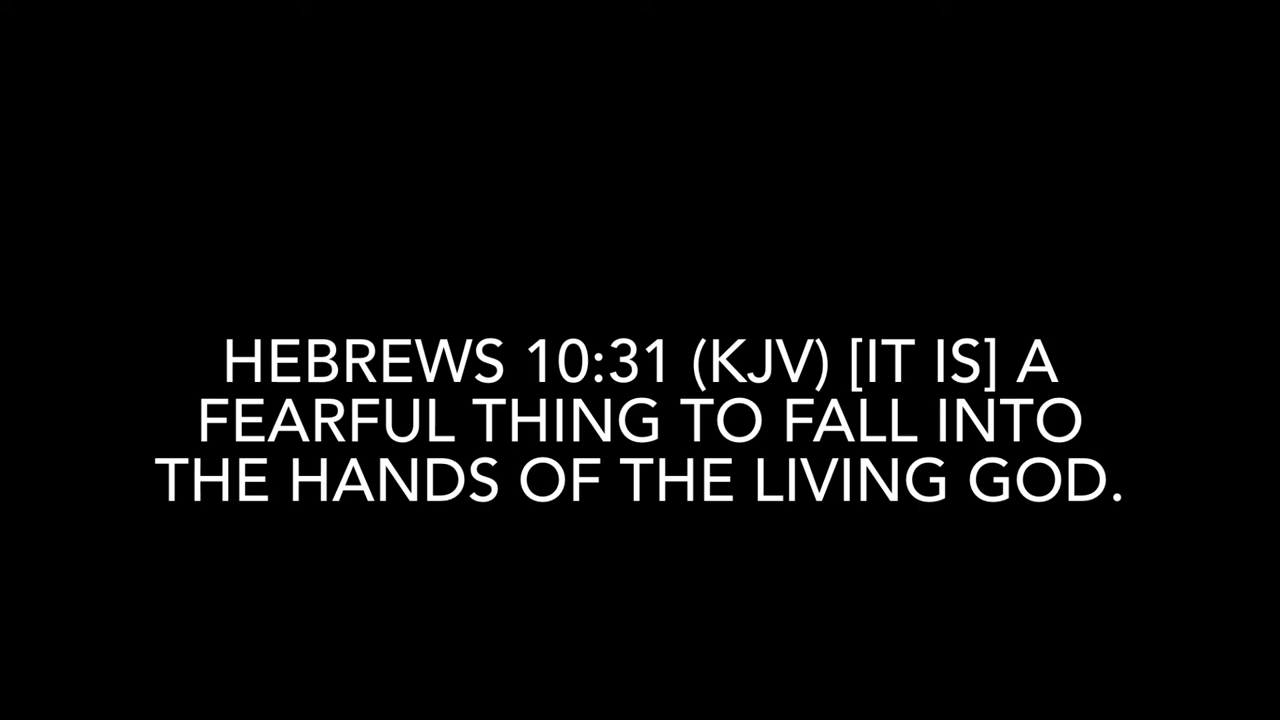 HEBREWS 10:31 (KJV) [IT IS] A
FEARFUL THING TO FALL INTO
THE HANDS OF THE LIVING GOD.